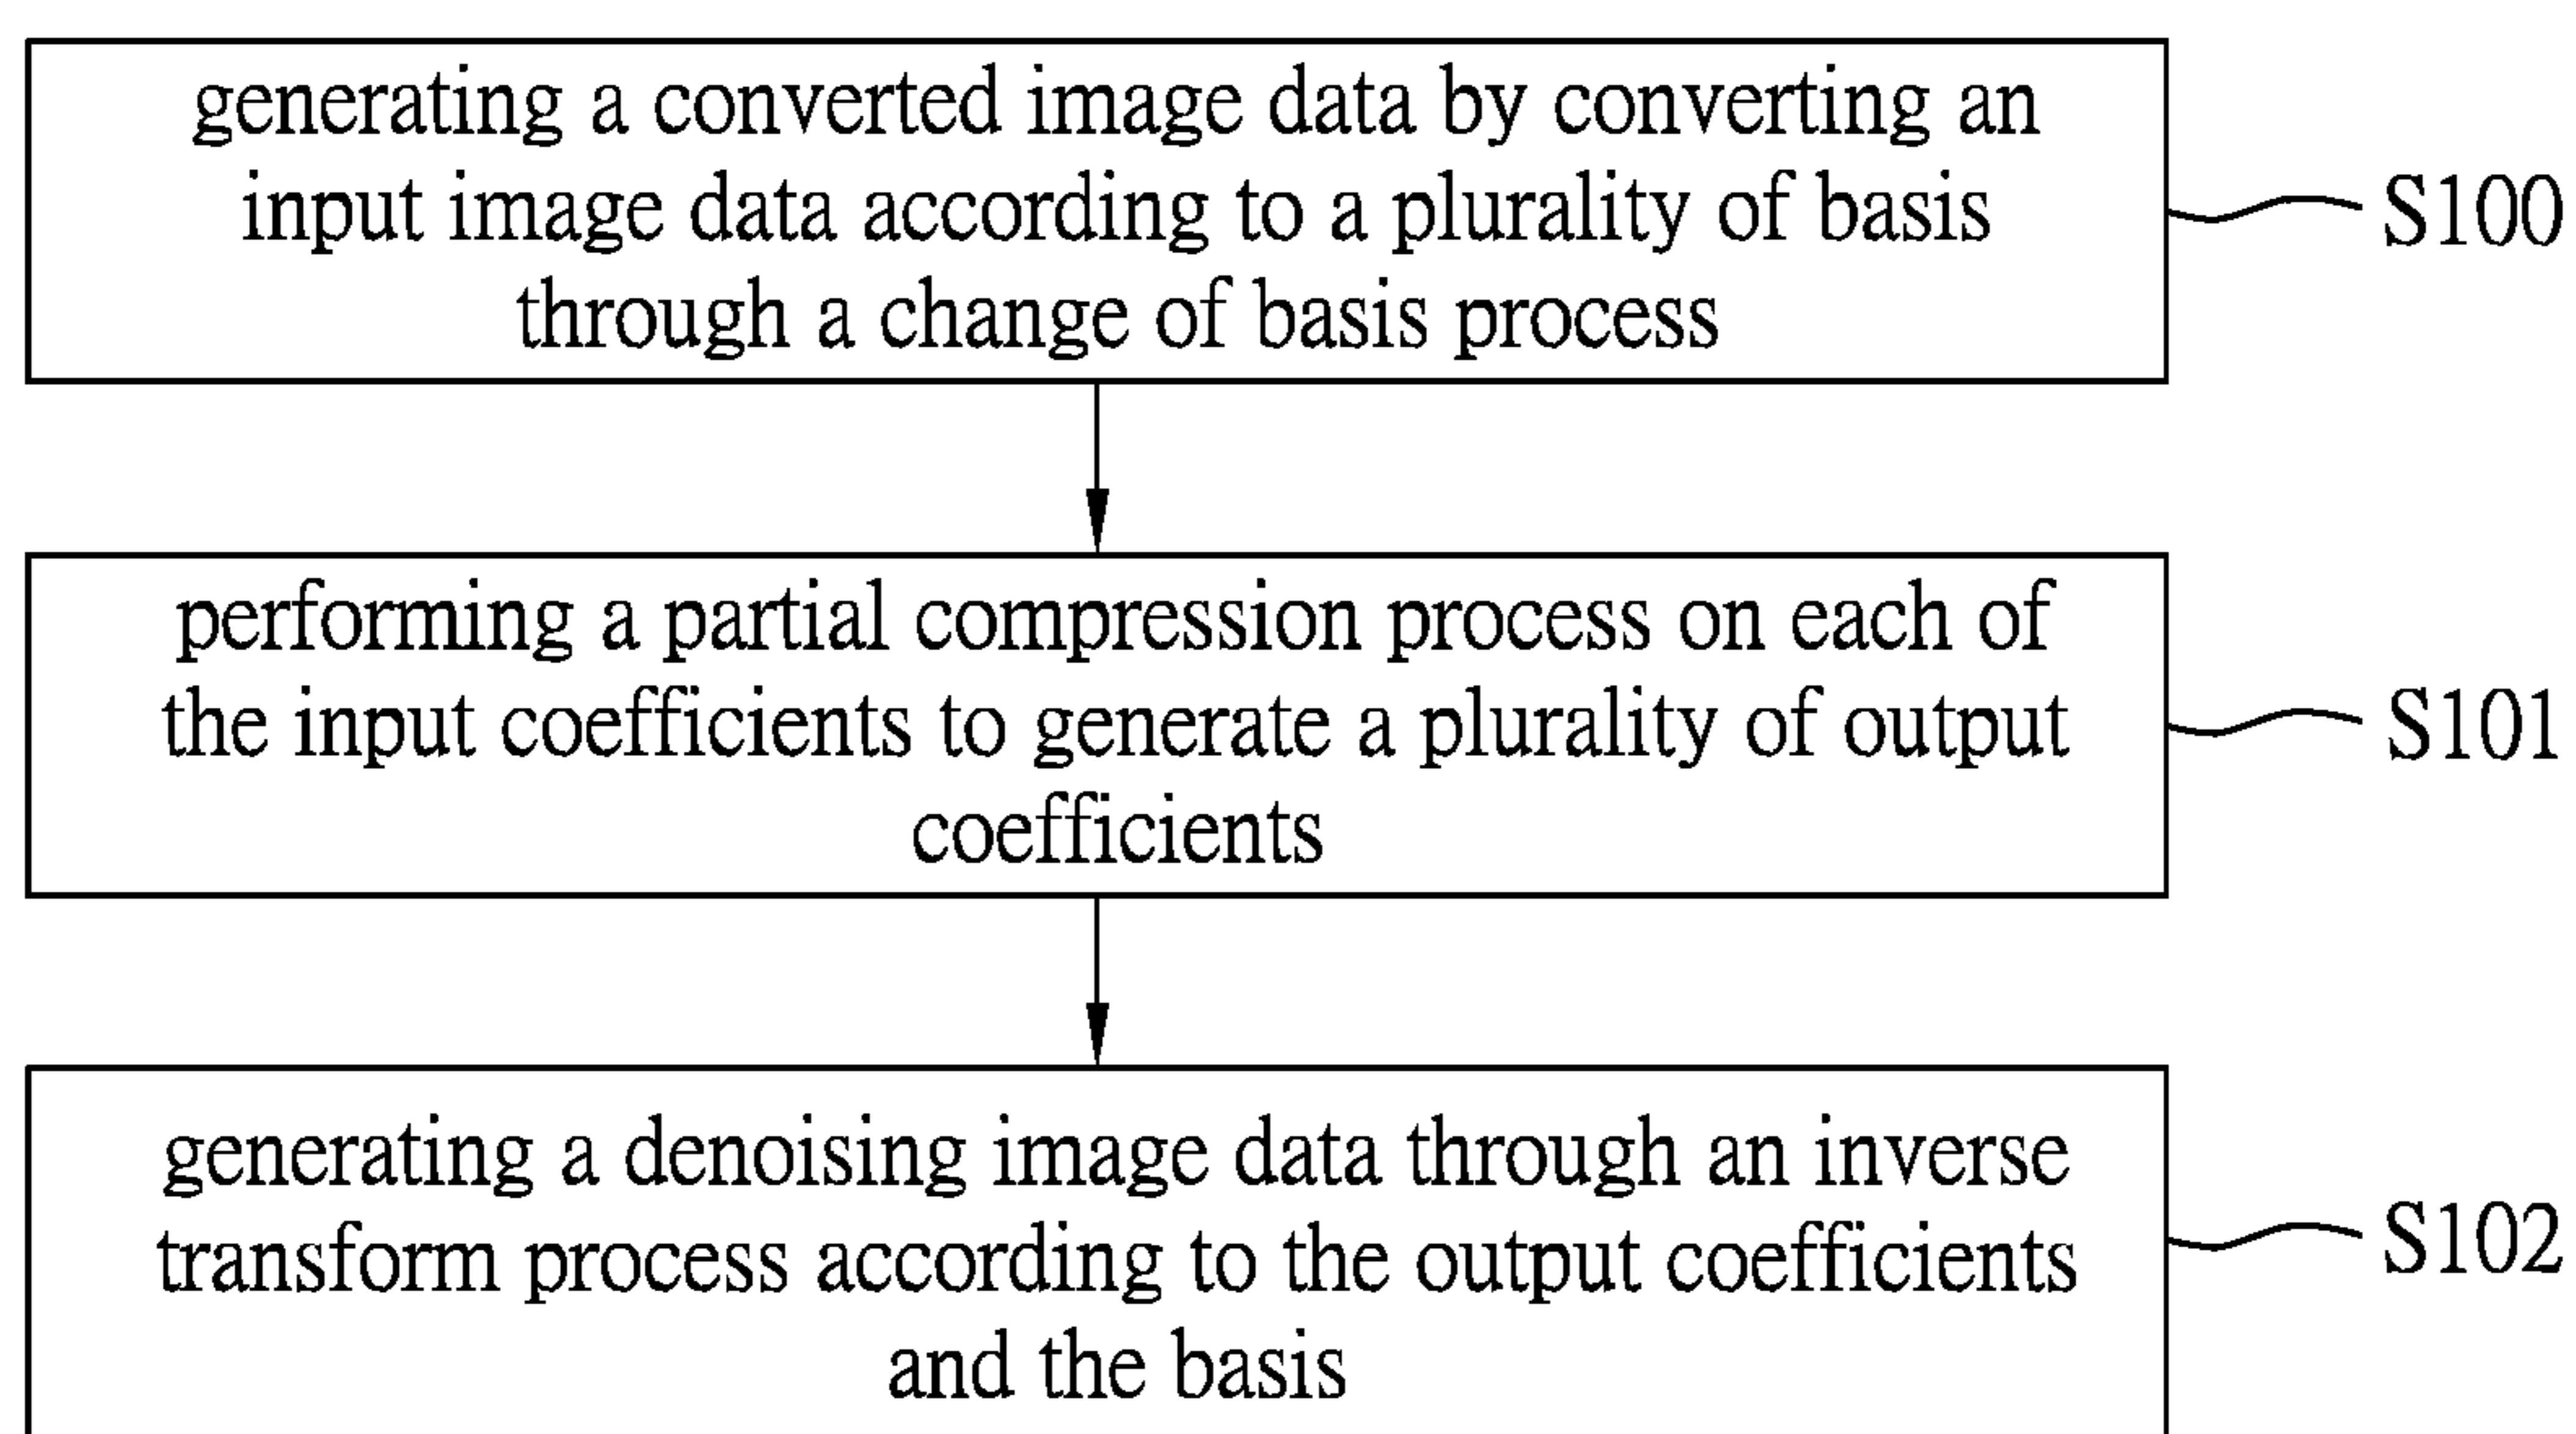 generating a converted image data by converting an
input image data according to a plurality of basis
through a change of basis process
S100
performing a partial compression process on each of
the input coefficients to generate a plurality of output
coefficients
S101
generating a denoising image data through an inverse
transform process according to the output coefficients
and the basis
S102